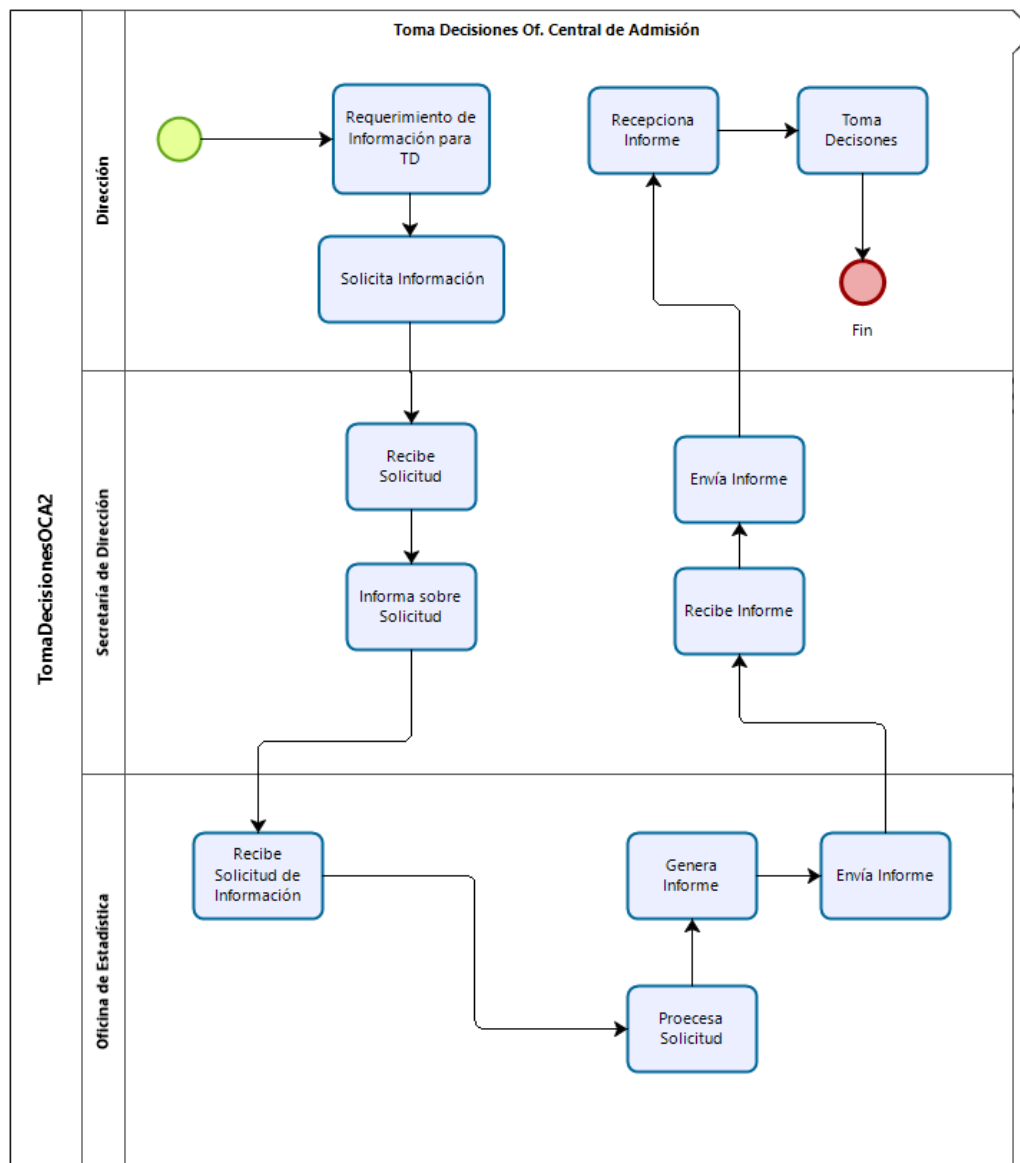 Toma Decisiones Of. Central de Admisión
TomaDecisionesOCA2
Dirección
Requerimiento de
Información para
TD
Solicita Información
Recepciona
Informe
Toma
Decisones
Fin
Secretaría de Dirección
Recibe
Solicitud
Informa sobre
Solicitud
Envía Informe
Recibe Informe
Oficina de Estadística
Recibe
Solicitud de
Información
Genera
Informe
Envía Informe
Proecesa
Solicitud